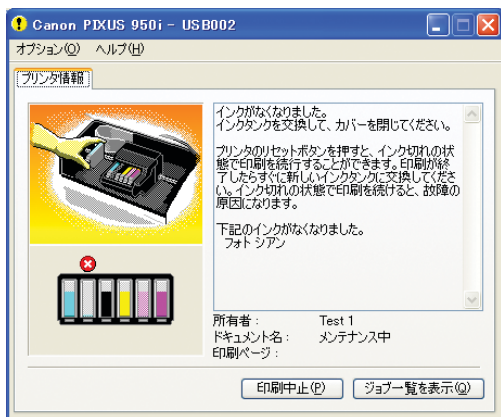 Canon PIXUS 950i - USB002
オプション(O) ヘルプ(H)
プリンタ情報
インクがなくなりました。
インクタンクを交換して、カバーを閉じてください。
プリンタのリセットボタンを押すと、インク切れの状
態で印刷を続行することができます。印刷が終
了したらすぐに新しいインクタンクに交換してくださ
い。インク切れの状態で印刷を続けると、故障の
原因になります。
下記のインクがなくなりました。
フォト シアン
所有者： Test 1
ドキュメント名： メンテナンス中
印刷ページ：
印刷中止(P) ジョブ一覧を表示(Q)